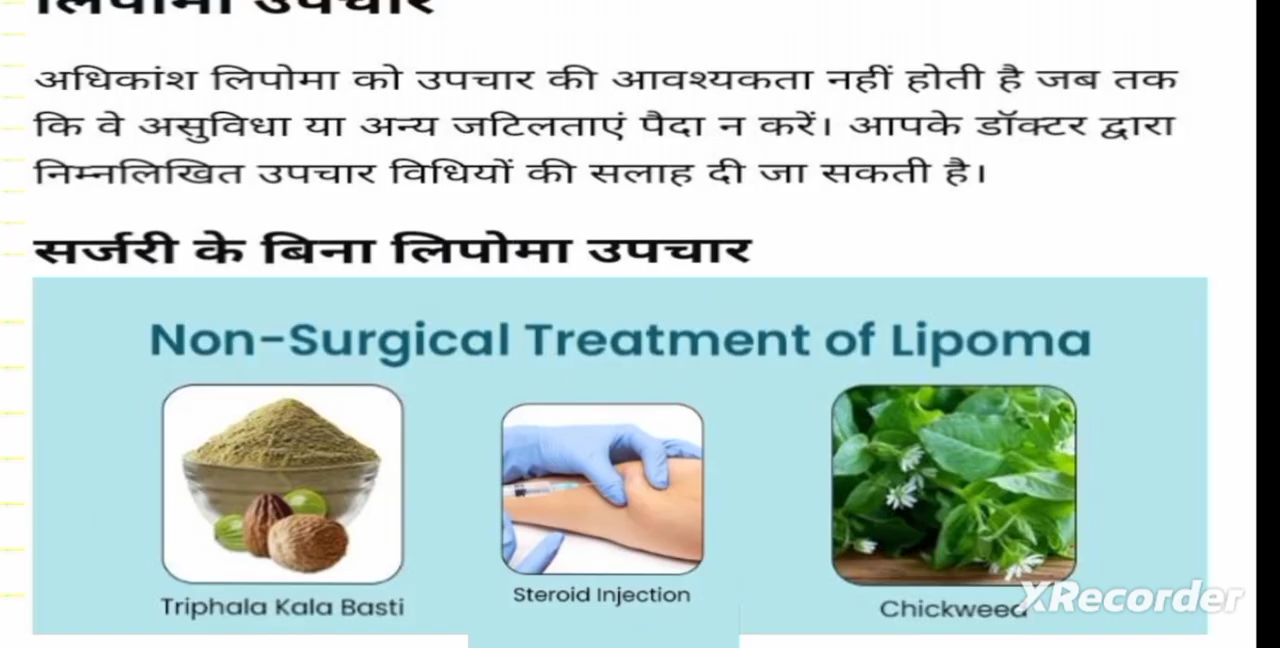 लिपोमा उपचार
अधिकांश लिपोमा को उपचार की आवश्यकता नहीं होती है जब तक
कि वे असुविधा या अन्य जटिलताएं पैदा न करें। आपके डॉक्टर द्वारा
निम्नलिखित उपचार विधियों की सलाह दी जा सकती है।
सर्जरी के बिना लिपोमा उपचार
Non-Surgical Treatment of Lipoma
Triphala Kala Basti
Steroid Injection
Chickweed
XRecorder